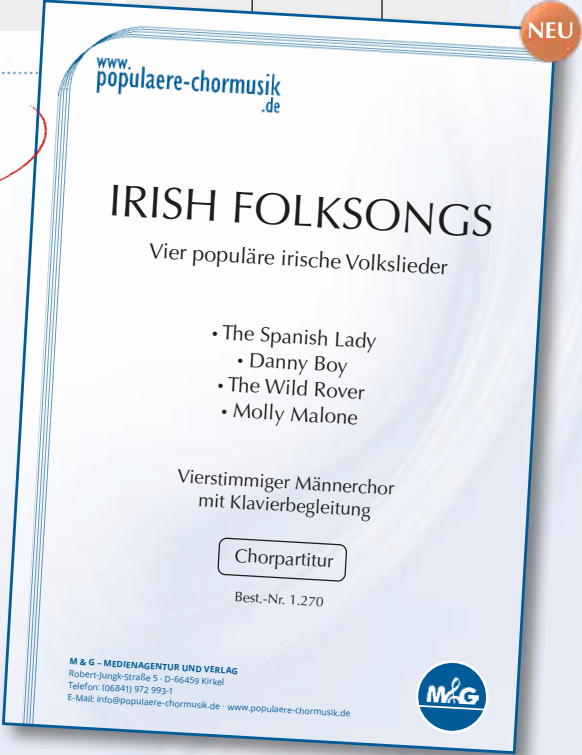 NEU
www.
populaere-chormusik
.de
IRISH FOLKSONGS
Vier populäre irische Volkslieder
• The Spanish Lady
• Danny Boy
• The Wild Rover
• Molly Malone
Vierstimmiger Männerchor
mit Klavierbegleitung
Chorpartitur
Best.-Nr. 1.270
M & G – MEDIENAGENTUR UND VERLAG
Robert-Jungk-Straße 5 · D-66459 Kirkel
Telefon: (06841) 972 993-1
E-Mail: info@populaere-chormusik.de · www.populaere-chormusik.de
M&G